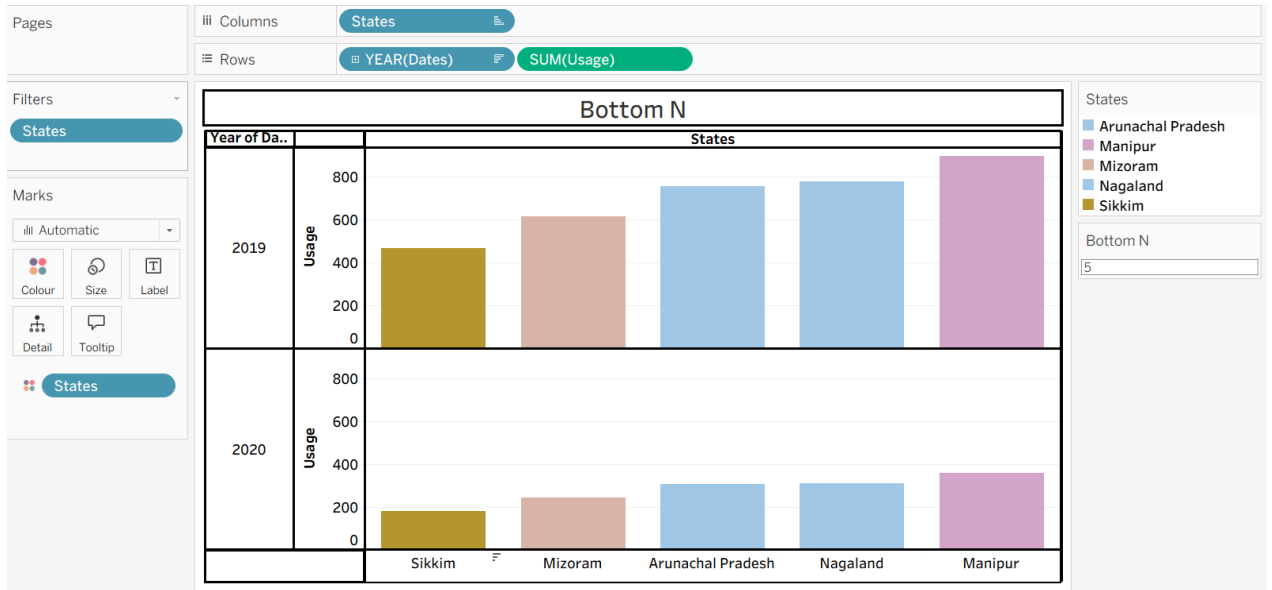 Pages
Columns
States
Rows
YEAR(Dates)
SUM(Usage)
Filters
States
Marks
Automatic
Colour
Size
Label
Detail
Tooltip
States
Bottom N
Year of Da..
States
2019
Usage
800
600
400
200
0
2020
Usage
800
600
400
200
0
Sikkim
Mizoram
Arunachal Pradesh
Nagaland
Manipur
States
Arunachal Pradesh
Manipur
Mizoram
Nagaland
Sikkim
Bottom N
5